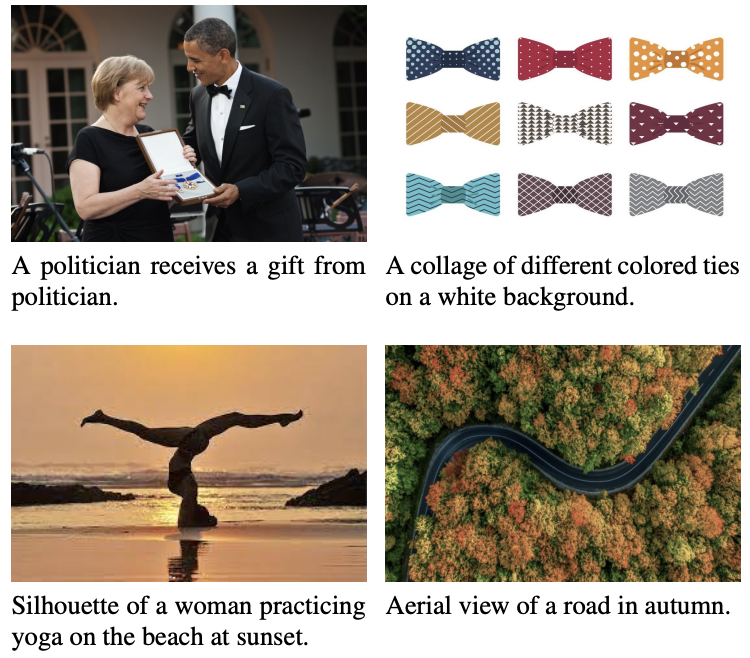 A politician receives a gift from
politician.
A collage of different colored ties
on a white background.
Silhouette of a woman practicing
yoga on the beach at sunset.
Aerial view of a road in autumn.